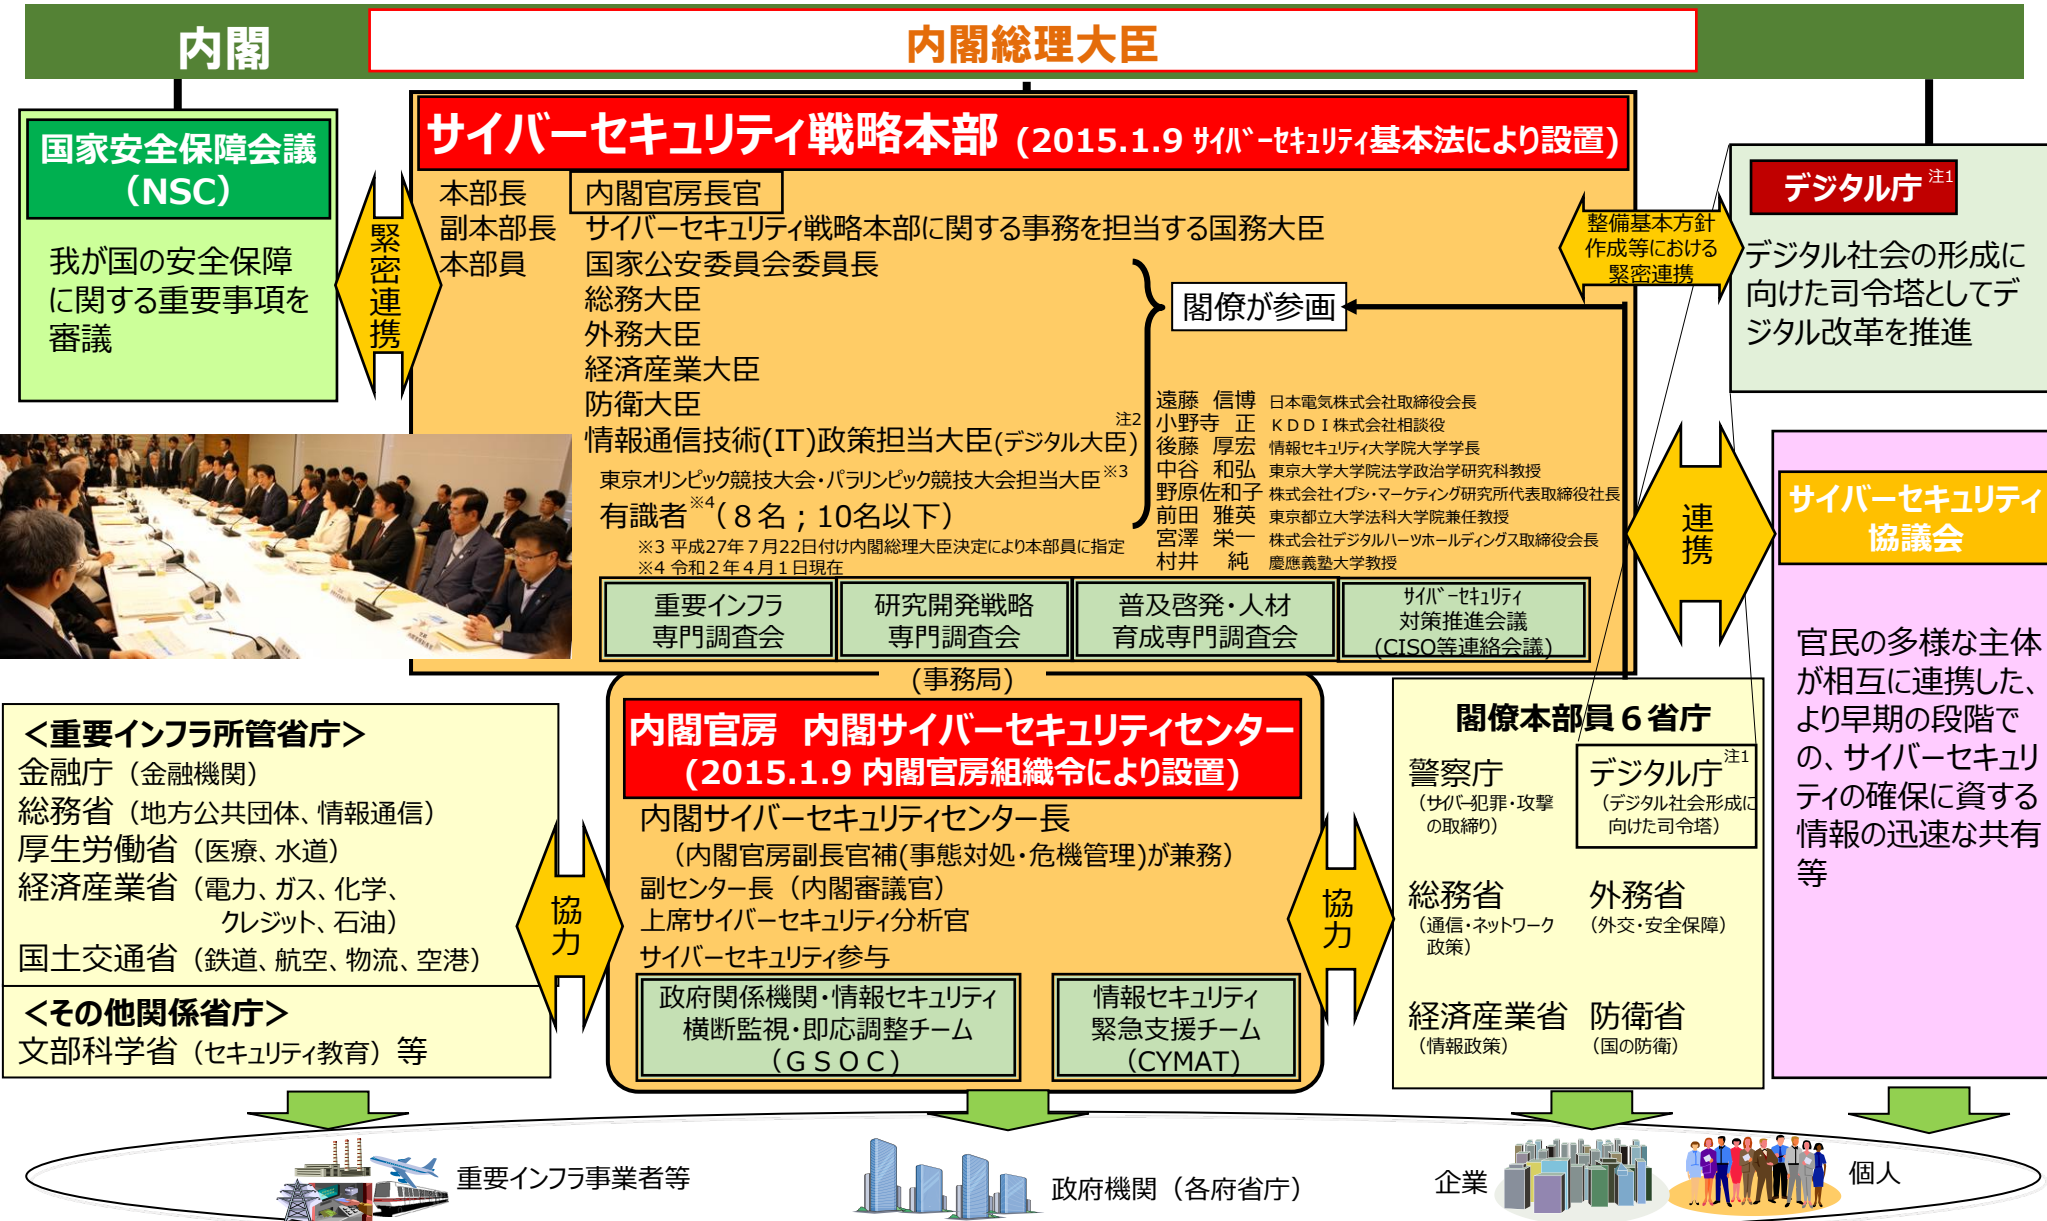 内閣
内閣総理大臣
国家安全保障会議
（NSC）
我が国の安全保障
に関する重要事項を
審議
緊密連携
サイバーセキュリティ戦略本部 (2015.1.9 ｻｲﾊﾞｰｾｷｭﾘﾃｨ基本法により設置)
本部長 内閣官房長官
副本部長 サイバーセキュリティ戦略本部に関する事務を担当する国務大臣
本部員 国家公安委員会委員長
総務大臣
外務大臣
経済産業大臣
防衛大臣
情報通信技術(IT)政策担当大臣(デジタル大臣) 注2
東京オリンピック競技大会・パラリンピック競技大会担当大臣※3
有識者※4(８名；10名以下)
※3 平成27年７月22日付け内閣総理大臣決定により本部員に指定
※4 令和２年４月１日現在
閣僚が参画
遠藤 信博 日本電気株式会社取締役会長
小野寺 正 ＫＤＤＩ株式会社相談役
後藤 厚宏 情報セキュリティ大学院大学学長
中谷 和弘 東京大学大学院法学政治学研究科教授
野原佐和子 株式会社イプシ・マーケティング研究所代表取締役社長
前田 雅英 東京都立大学法科大学院兼任教授
宮澤 栄一 株式会社デジタルハーツホールディングス取締役会長
村井 純 慶應義塾大学教授
重要インフラ
専門調査会
研究開発戦略
専門調査会
普及啓発・人材
育成専門調査会
ｻｲﾊﾞｰｾｷｭﾘﾃｨ
対策推進会議
(CISO等連絡会議)
整備基本方針
作成等における
緊密連携
デジタル庁 注1
デジタル社会の形成に
向けた司令塔としてデ
ジタル改革を推進
連携
サイバーセキュリティ
協議会
官民の多様な主体
が相互に連携した、
より早期の段階で
の、サイバーセキュリ
ティの確保に資する
情報の迅速な共有
等
(事務局)
内閣官房 内閣サイバーセキュリティセンター
(2015.1.9 内閣官房組織令により設置)
内閣サイバーセキュリティセンター長
（内閣官房副長官補(事態対処・危機管理)が兼務）
副センター長（内閣審議官）
上席サイバーセキュリティ分析官
サイバーセキュリティ参与
政府関係機関・情報セキュリティ
横断監視・即応調整チーム
（ＧＳＯＣ）
情報セキュリティ
緊急支援チーム
（CYMAT）
＜重要インフラ所管省庁＞
金融庁（金融機関）
総務省（地方公共団体、情報通信）
厚生労働省（医療、水道）
経済産業省（電力、ガス、化学、
クレジット、石油）
国土交通省（鉄道、航空、物流、空港）
＜その他関係省庁＞
文部科学省（セキュリティ教育）等
協力
協力
閣僚本部員６省庁
警察庁
（サイバー犯罪・攻撃
の取締り）
デジタル庁 注1
（デジタル社会形成に
向けた司令塔）
総務省
（通信・ネットワーク
政策）
外務省
（外交・安全保障）
経済産業省
（情報政策）
防衛省
（国の防衛）
重要インフラ事業者等
政府機関（各府省庁）
企業
個人